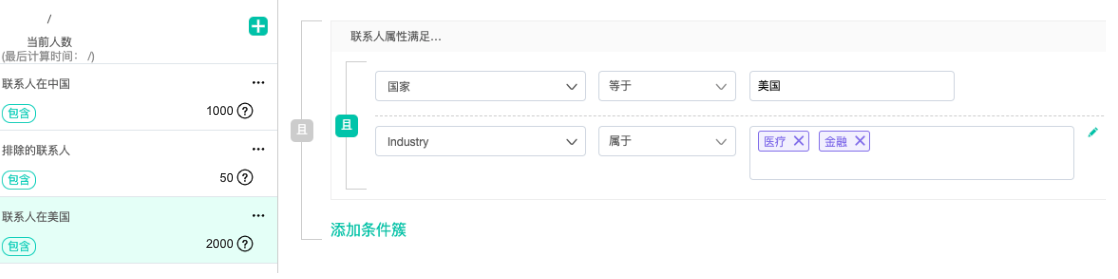 /
当前人数
(最后计算时间： /)
联系人在中国
...
包含
1000 ?
排除的联系人
...
包含
50 ?
联系人在美国
...
包含
2000 ?
联系人属性满足...
且
且
国家 等于 美国
Industry 属于 医疗 × 金融 ×
添加条件簇